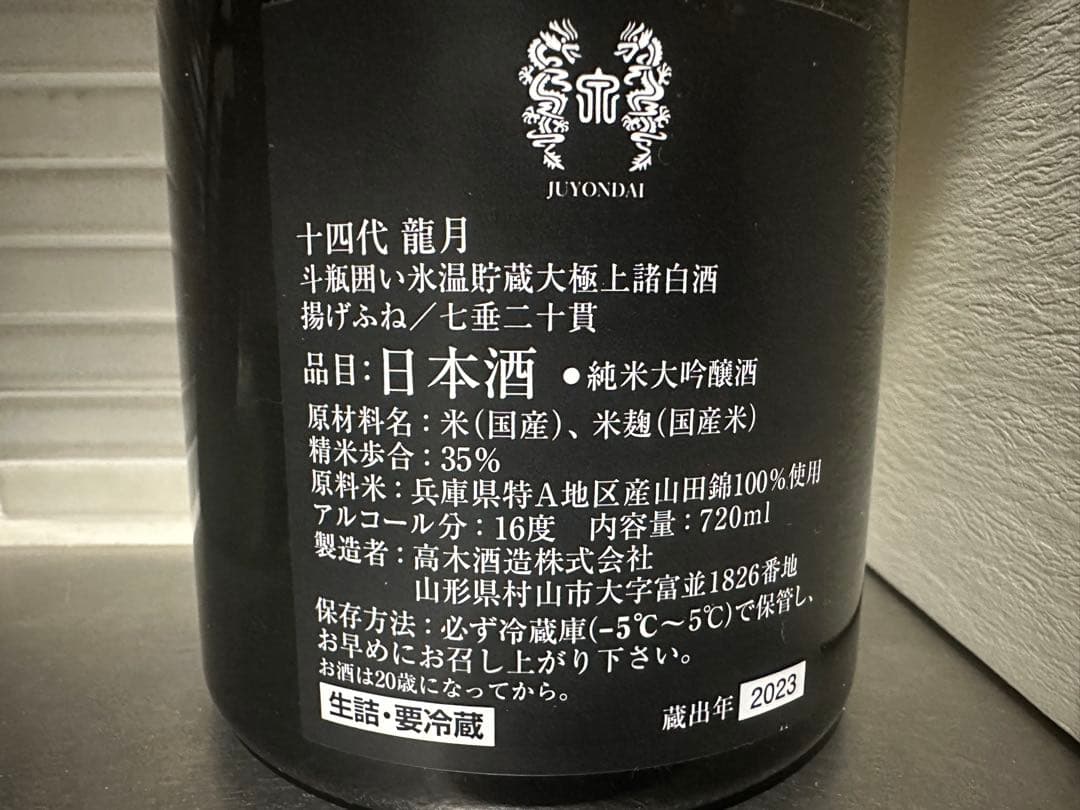 JUYONDAI
十四代 龍月
斗瓶囲い氷温貯蔵大極上諸白酒
揚げふね/七垂二十貫
品目:日本酒 ●純米大吟醸酒
原材料名:米(国産)、米麹(国産米)
精米歩合:35%
原料米:兵庫県特A地区産山田錦100%使用
アルコール分:16度 内容量:720ml
製造者:高木酒造株式会社
山形県村山市大字富並1826番地
保存方法:必ず冷蔵庫(-5℃~5℃)で保管し、
お早めにお召し上がり下さい。
お酒は20歳になってから。
生詰・要冷蔵
蔵出年 2023